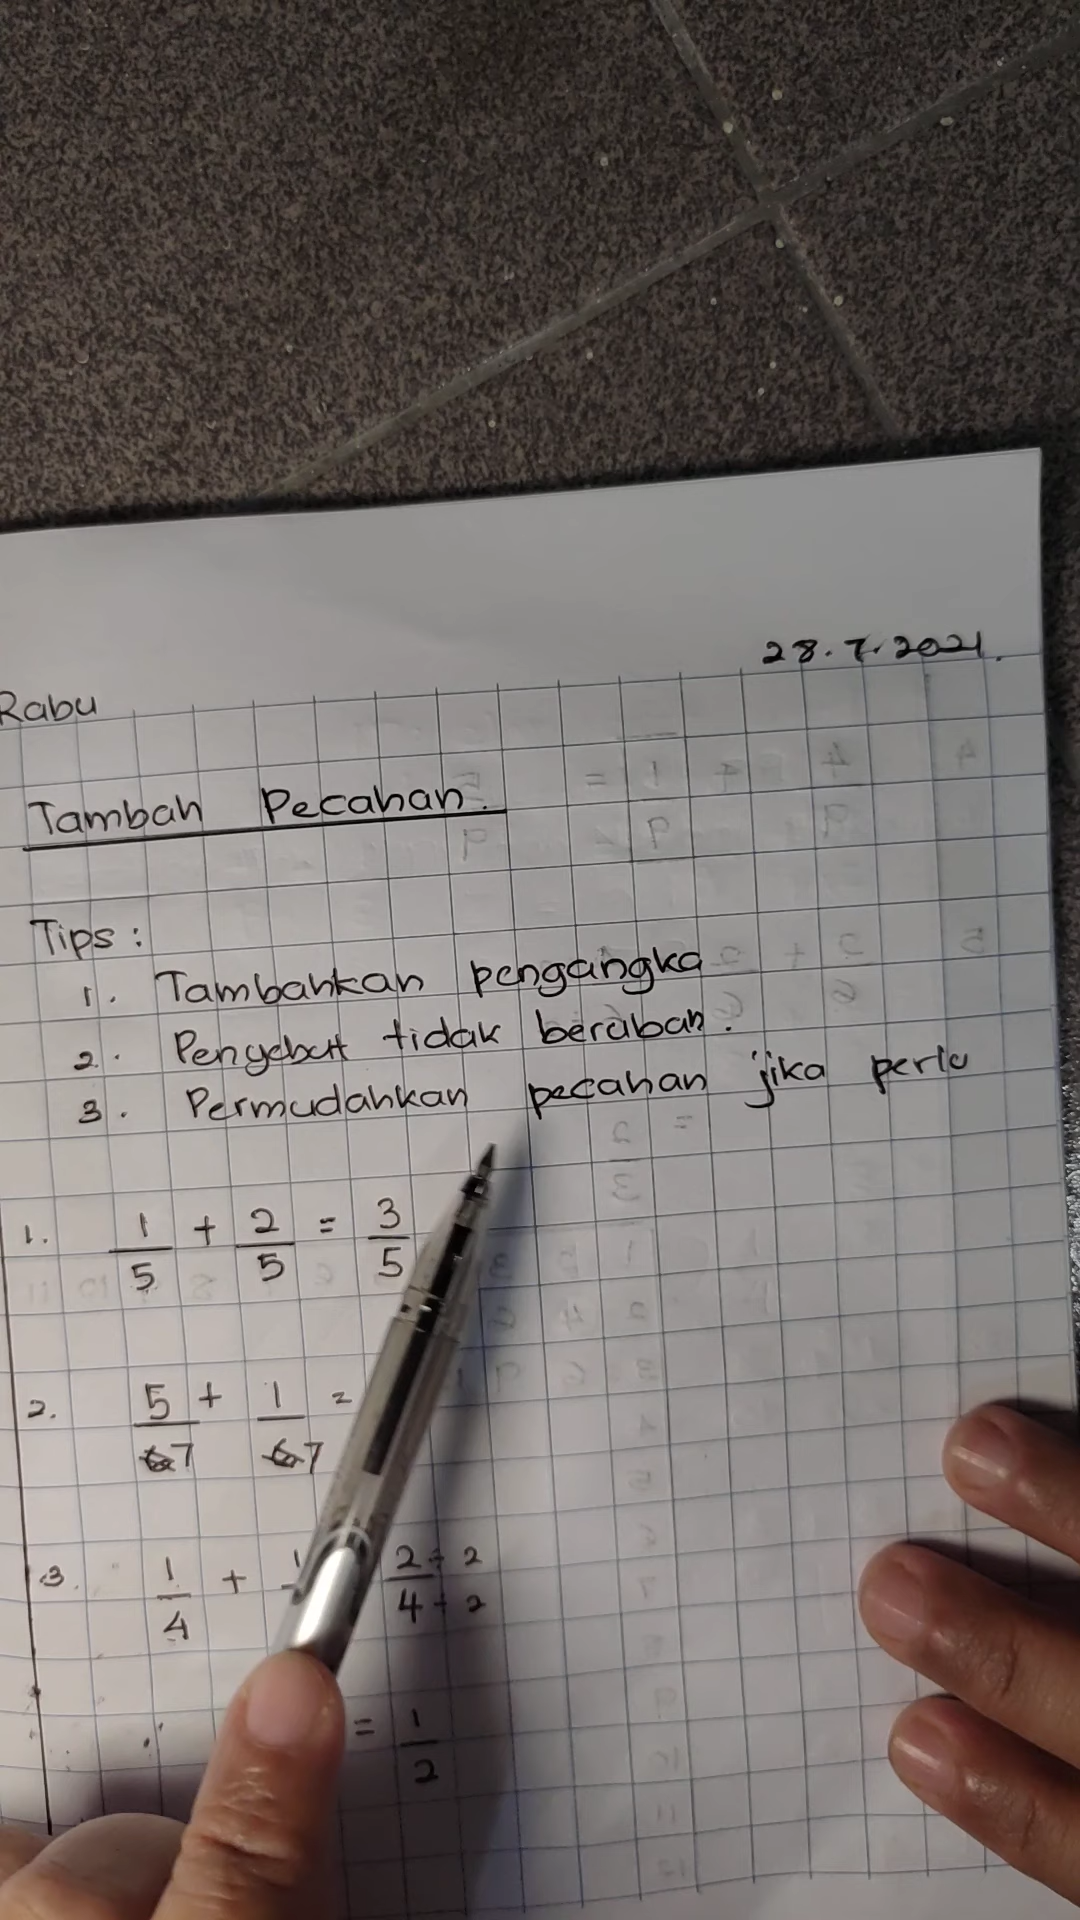 28.7.2021.
Rabu
Tambah Pecahan.
Tips :
1. Tambahkan pengangka
2. Penyebut tidak beruban.
3. Permudahkan pecahan jika perlu
1. 1/5 + 2/5 = 3/5
2. 5/7 + 1/7 =
3. 1/4 + 1 2÷2/4÷2
= 1/2